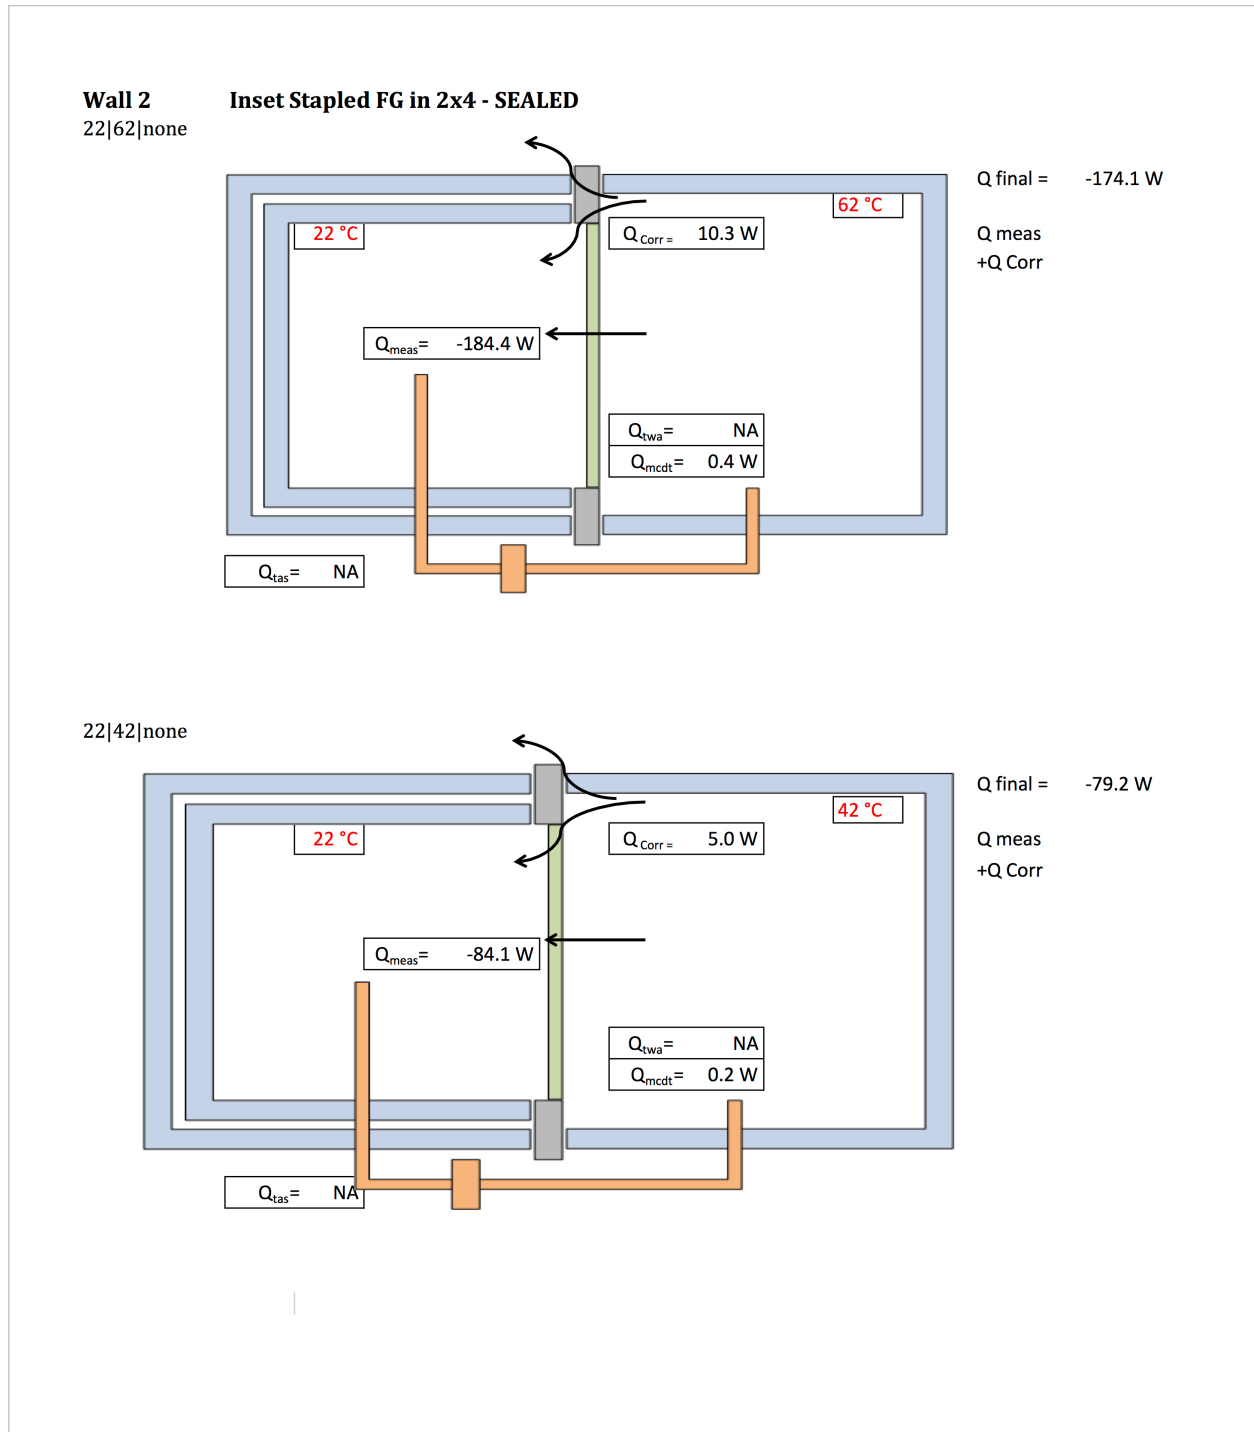 Wall 2 Inset Stapled FG in 2x4 - SEALED
22|62|none
Q final = -174.1 W
62 °C
22 °C
Q Corr = 10.3 W
Q meas
+Q Corr
Qmeas= -184.4 W
Qtwa= NA
Qmcdt= 0.4 W
Qtas= NA
22|42|none
Q final = -79.2 W
42 °C
22 °C
Q Corr = 5.0 W
Q meas
+Q Corr
Qmeas= -84.1 W
Qtwa= NA
Qmcdt= 0.2 W
Qtas= NA